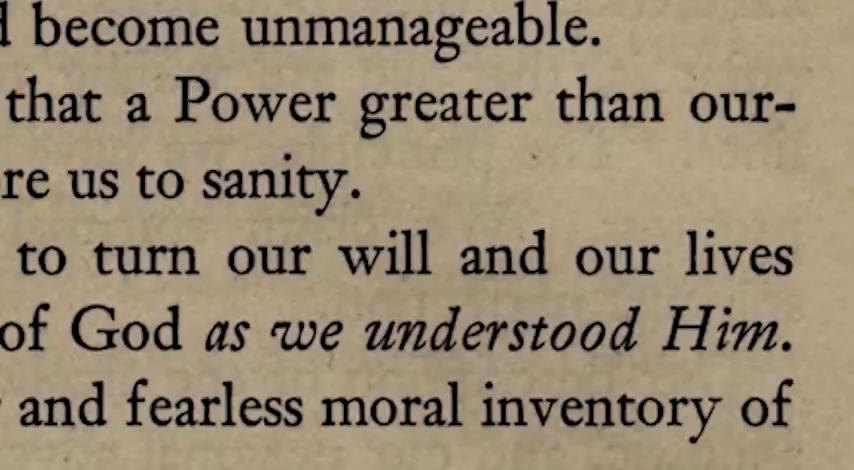 become unmanageable.
that a Power greater than our-
re us to sanity.
to turn our will and our lives
of God as we understood Him.
and fearless moral inventory of